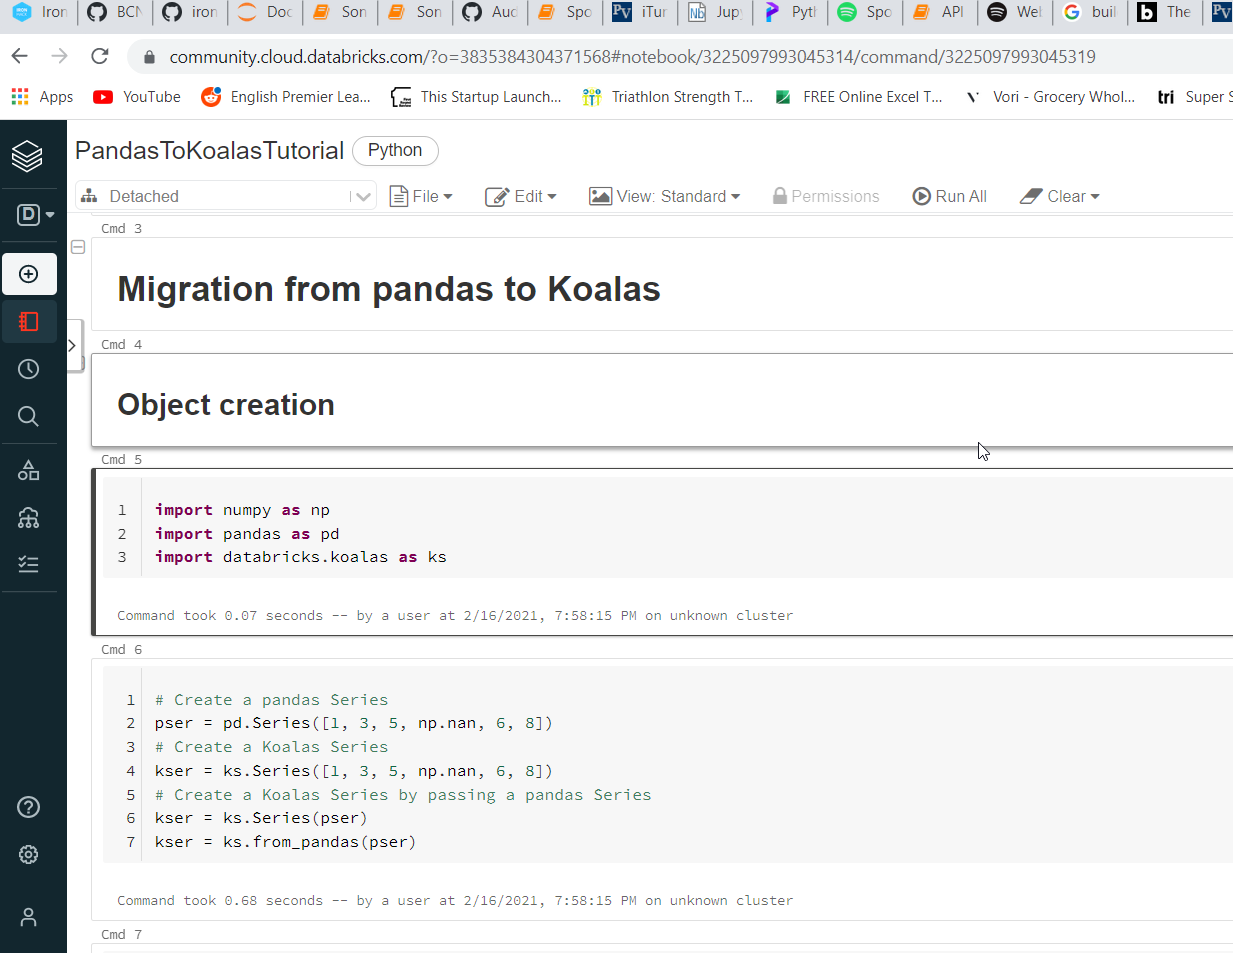 Iron
BCN
iron
Doc
Son
Son
Aud
Spo
PV iTur
Nb Jup
Pyth
Spo
API
Wel
G buil
b The
PV
community.cloud.databricks.com/?o=3835384304371568#notebook/3225097993045314/command/3225097993045319
Apps YouTube English Premier Lea... This Startup Launch... Triathlon Strength T... FREE Online Excel T... Vori - Grocery Whol... tri Super S
PandasToKoalasTutorial Python
D
Detached File Edit View: Standard Permissions Run All Clear
Cmd 3
Migration from pandas to Koalas
Cmd 4
Object creation
Cmd 5
1 import numpy as np
2 import pandas as pd
3 import databricks.koalas as ks
Command took 0.07 seconds -- by a user at 2/16/2021, 7:58:15 PM on unknown cluster
Cmd 6
1 # Create a pandas Series
2 pser = pd.Series([1, 3, 5, np.nan, 6, 8])
3 # Create a Koalas Series
4 kser = ks.Series([1, 3, 5, np.nan, 6, 8])
5 # Create a Koalas Series by passing a pandas Series
6 kser = ks.Series(pser)
7 kser = ks.from_pandas(pser)
Command took 0.68 seconds -- by a user at 2/16/2021, 7:58:15 PM on unknown cluster
Cmd 7